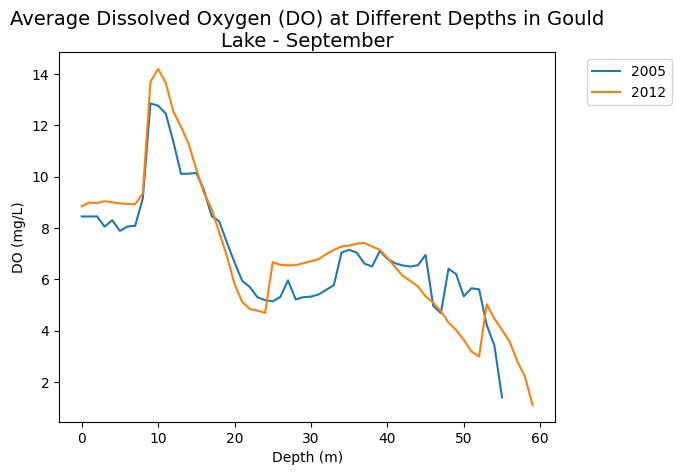 Average Dissolved Oxygen (DO) at Different Depths in Gould
Lake - September
2005
2012
14
12
10
8
6
4
2
DO (mg/L)
0 10 20 30 40 50 60
Depth (m)